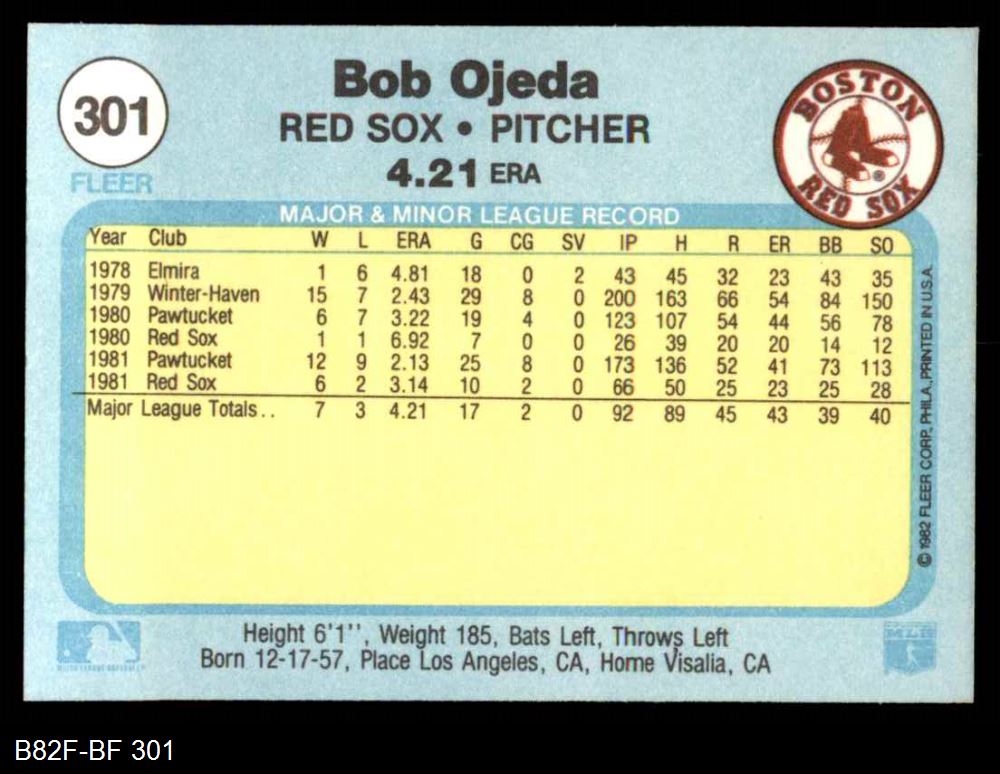 301
FLEER
Bob Ojeda
RED SOX • PITCHER
4.21 ERA
BOSTON
RED SOX
®
MAJOR & MINOR LEAGUE RECORD
Year Club W L ERA G CG SV IP H R ER BB SO
1978 Elmira 1 6 4.81 18 0 2 43 45 32 23 43 35
1979 Winter-Haven 15 7 2.43 29 8 0 200 163 66 54 84 150
1980 Pawtucket 6 7 3.22 19 4 0 123 107 54 44 56 78
1980 Red Sox 1 1 6.92 7 0 0 26 39 20 20 14 12
1981 Pawtucket 12 9 2.13 25 8 0 173 136 52 41 73 113
1981 Red Sox 6 2 3.14 10 2 0 66 50 25 23 25 28
Major League Totals.. 7 3 4.21 17 2 0 92 89 45 43 39 40
© 1982 FLEER CORP. PHILA. PRINTED IN U.S.A.
Height 6'1'', Weight 185, Bats Left, Throws Left
Born 12-17-57, Place Los Angeles, CA, Home Visalia, CA
B82F-BF 301